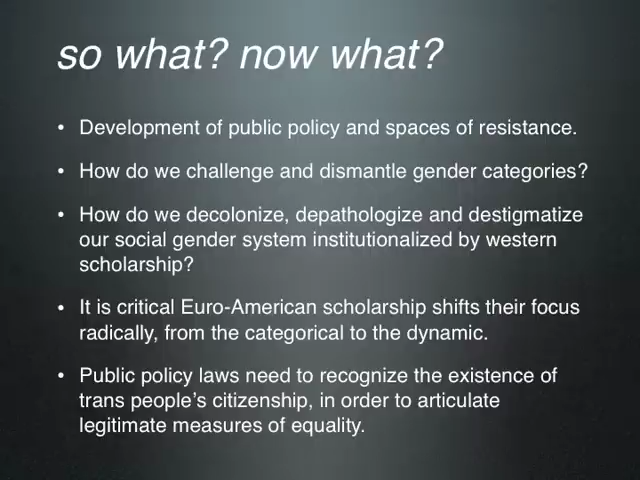 so what? now what?
• Development of public policy and spaces of resistance.
• How do we challenge and dismantle gender categories?
• How do we decolonize, depathologize and destigmatize
our social gender system institutionalized by western
scholarship?
• It is critical Euro-American scholarship shifts their focus
radically, from the categorical to the dynamic.
• Public policy laws need to recognize the existence of
trans people's citizenship, in order to articulate
legitimate measures of equality.